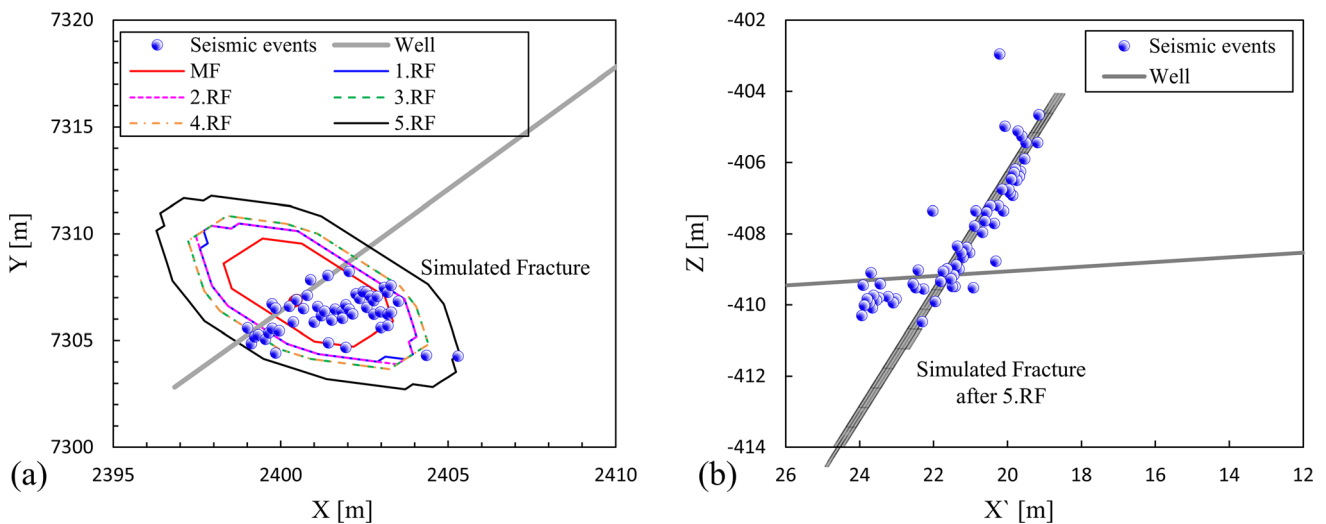 7320
7315
7310
7305
7300
Y [m]
Seismic events
Well
MF
1.RF
2.RF
3.RF
4.RF
5.RF
Simulated Fracture
2395
2400
2405
2410
(a)
X [m]
-402
-404
-406
-408
-410
-412
-414
Z [m]
Seismic events
Well
Simulated Fracture
after 5.RF
26
24
22
20
18
16
14
12
(b)
X` [m]